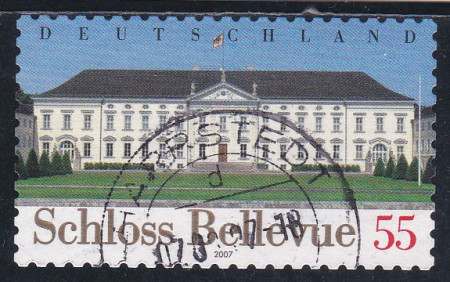 DEUTSCHLAND
d
Schloss Bellevue 55
2007